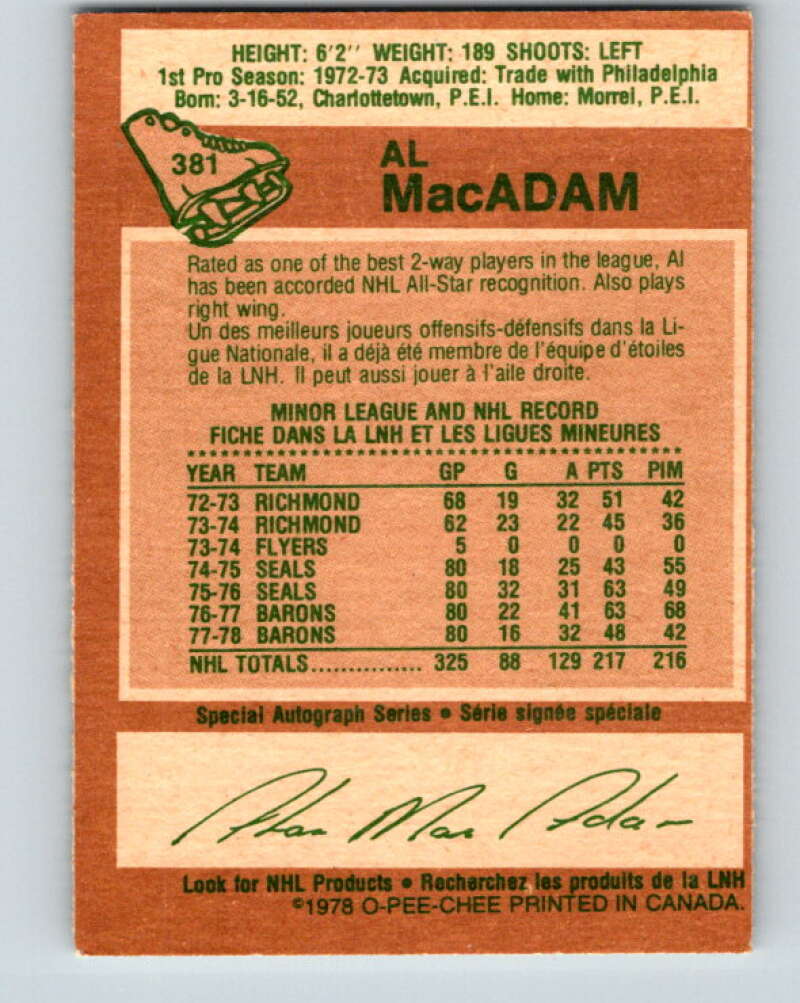 HEIGHT: 6'2'' WEIGHT: 189 SHOOTS: LEFT
1st Pro Season: 1972-73 Acquired: Trade with Philadelphia
Born: 3-16-52, Charlottetown, P.E.I. Home: Morrel, P.E.I.
381
AL
MacADAM
Rated as one of the best 2-way players in the league, Al
has been accorded NHL All-Star recognition. Also plays
right wing.
Un des meilleurs joueurs offensifs-défensifs dans la Li-
gue Nationale, il a déjà été membre de l'équipe d'étoiles
de la LNH. Il peut aussi jouer à l'aile droite.
MINOR LEAGUE AND NHL RECORD
FICHE DANS LA LNH ET LES LIGUES MINEURES
YEAR TEAM GP G A PTS PIM
72-73 RICHMOND 68 19 32 51 42
73-74 RICHMOND 62 23 22 45 36
73-74 FLYERS 5 0 0 0 0
74-75 SEALS 80 18 25 43 55
75-76 SEALS 80 32 31 63 49
76-77 BARONS 80 22 41 63 68
77-78 BARONS 80 16 32 48 42
NHL TOTALS................ 325 88 129 217 216
Special Autograph Series • Série signée spéciale
Alan Mac Adam
Look for NHL Products • Recherchez les produits de la LNH
©1978 O-PEE-CHEE PRINTED IN CANADA.